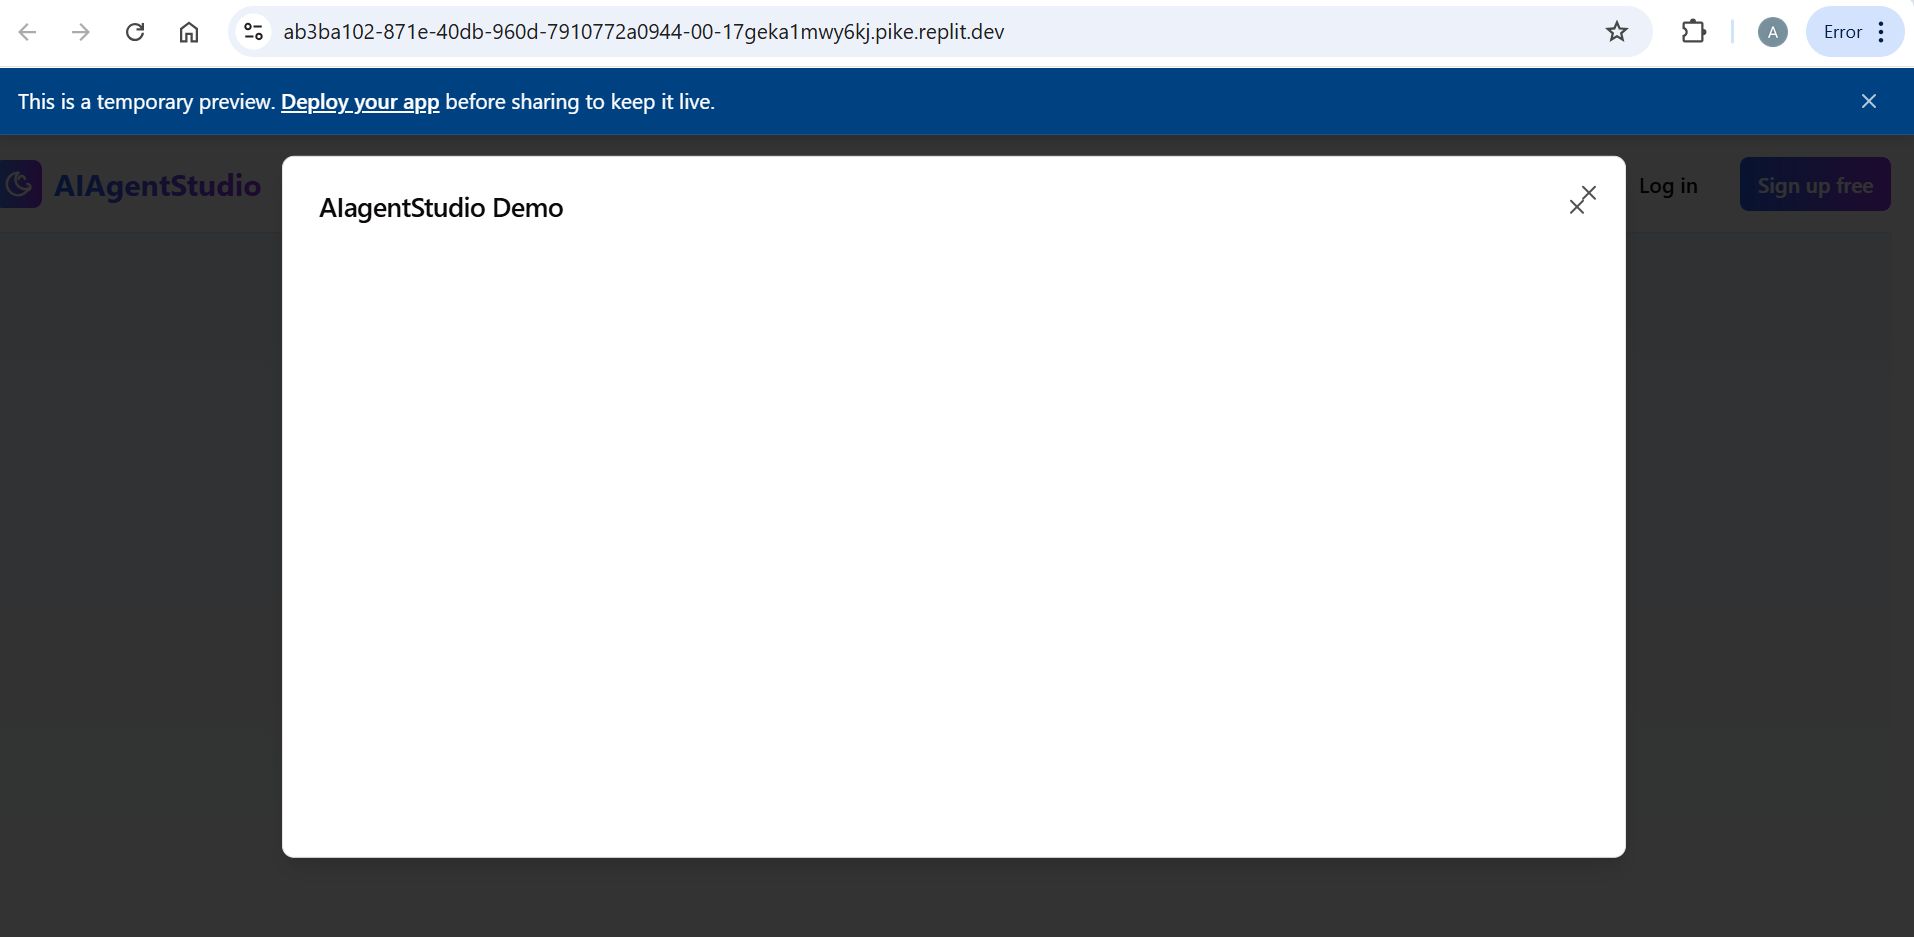 ab3ba102-871e-40db-960d-7910772a0944-00-17geka1mwy6kj.pike.replit.dev
A
Error
This is a temporary preview. Deploy your app before sharing to keep it live.
AIAgentStudio
AIagentStudio Demo
Log in
Sign up free